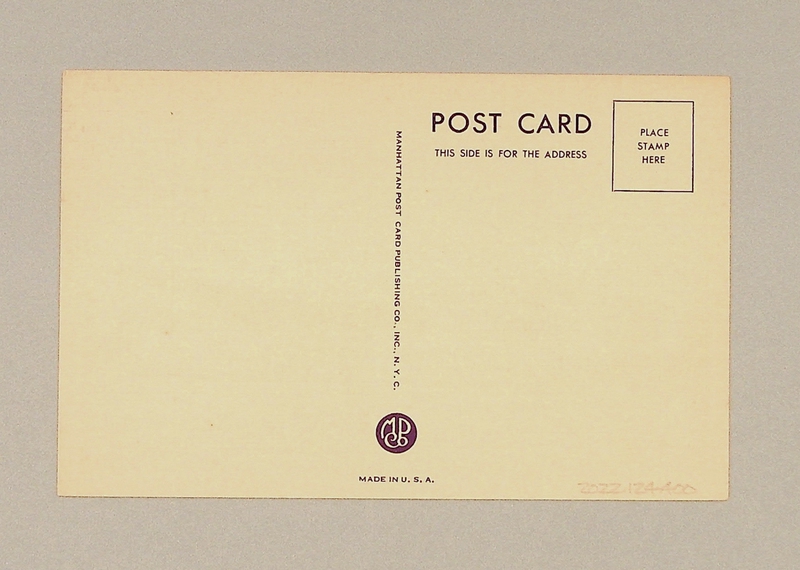 POST CARD
THIS SIDE IS FOR THE ADDRESS
PLACE
STAMP
HERE
MANHATTAN POST CARD PUBLISHING CO., INC., N. Y. C.
MPCo
MADE IN U. S. A.